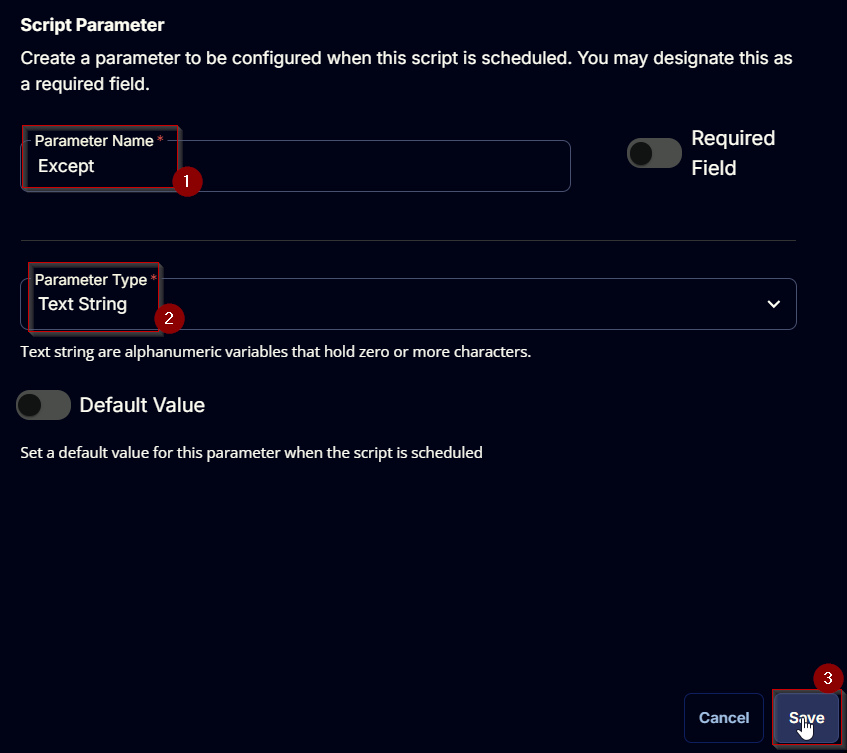 Script Parameter
Create a parameter to be configured when this script is scheduled. You may designate this as
a required field.
Parameter Name *
Except
1
Required
Field
Parameter Type *
Text String
2
Text string are alphanumeric variables that hold zero or more characters.
Default Value
Set a default value for this parameter when the script is scheduled
3
Cancel
Save